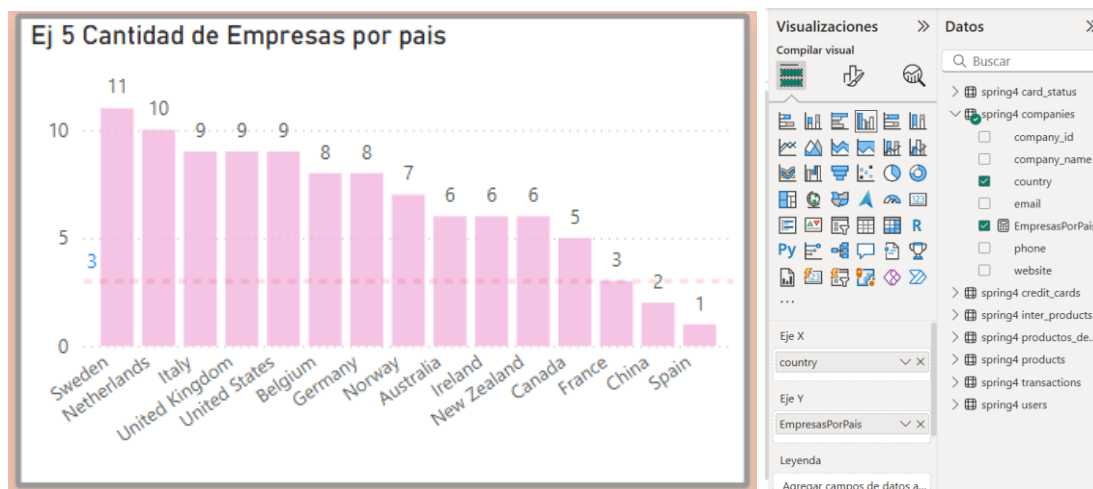 Ej 5 Cantidad de Empresas por pais
11
10
9
9
9
8
8
7
6
6
6
5
3
2
1
10
5
3
0
Sweden
Netherlands
Italy
United Kingdom
United States
Belgium
Germany
Norway
Australia
Ireland
New Zealand
Canada
France
China
Spain
Visualizaciones
Compilar visual
123
R
Py
...
Eje X
country
Eje Y
EmpresasPorPais
Leyenda
Agregar campos de datos a...
Datos
Buscar
spring4 card_status
spring4 companies
company_id
company_name
country
email
EmpresasPorPais
phone
website
spring4 credit_cards
spring4 inter_products
spring4 productos_de...
spring4 products
spring4 transactions
spring4 users